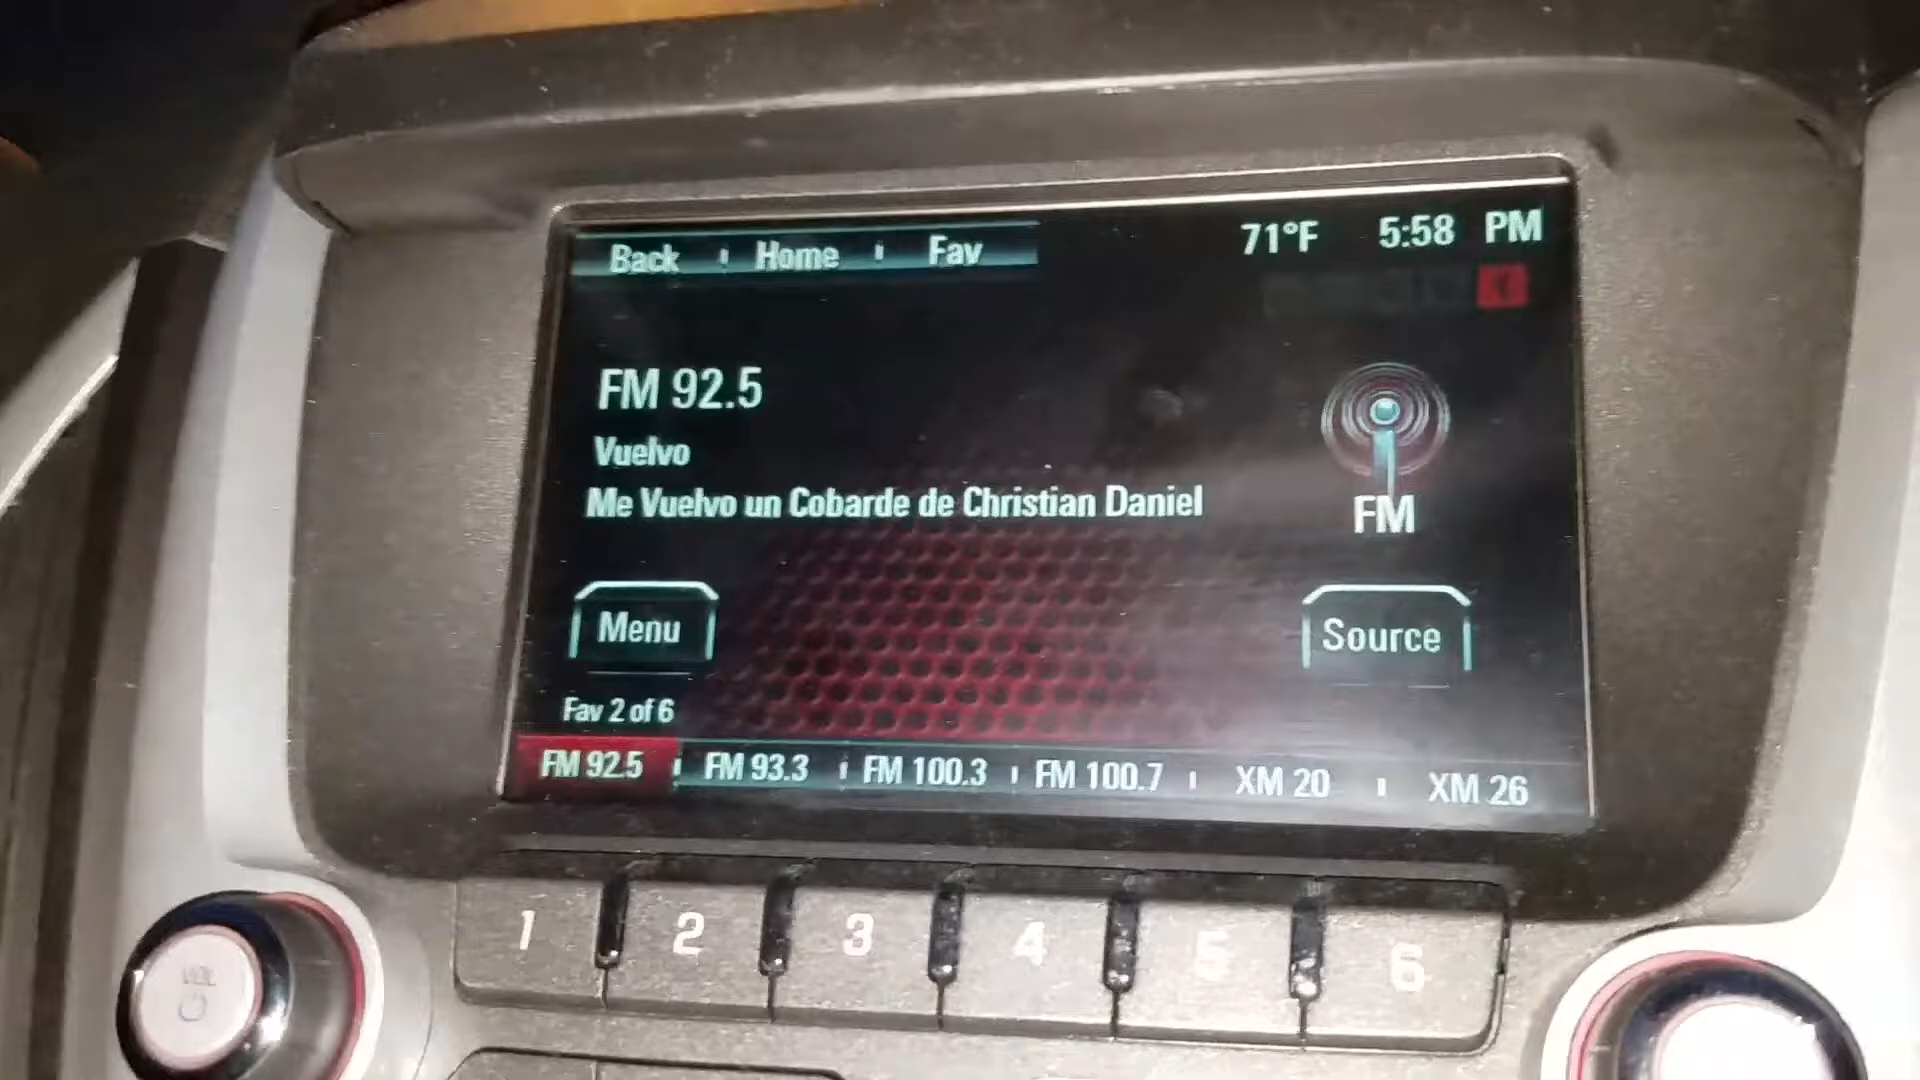 Back Home Fav 71°F 5:58 PM
FM 92.5
Vuelvo
Me Vuelvo un Cobarde de Christian Daniel
FM
Menu Source
Fav 2 of 6
FM 92.5 FM 93.3 FM 100.3 FM 100.7 XM 20 XM 26
1 2 3 4 5 6
VOL